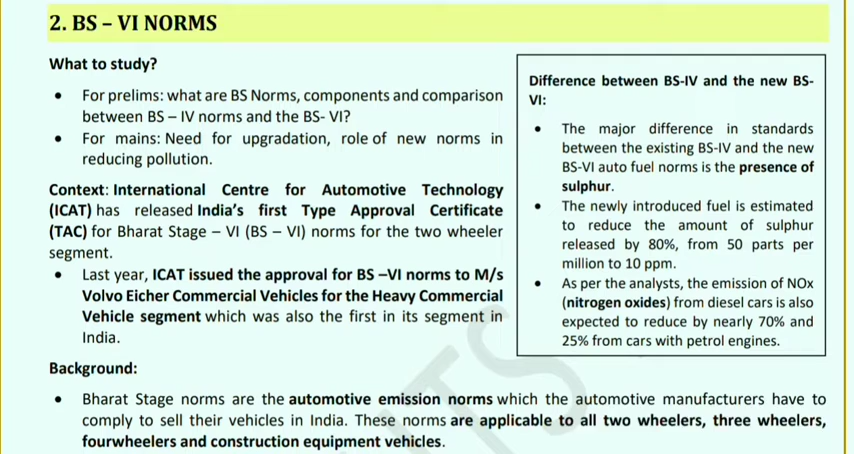 2. BS – VI NORMS
What to study?
• For prelims: what are BS Norms, components and comparison
between BS – IV norms and the BS- VI?
• For mains: Need for upgradation, role of new norms in
reducing pollution.
Context: International Centre for Automotive Technology
(ICAT) has released India's first Type Approval Certificate
(TAC) for Bharat Stage – VI (BS – VI) norms for the two wheeler
segment.
• Last year, ICAT issued the approval for BS –VI norms to M/s
Volvo Eicher Commercial Vehicles for the Heavy Commercial
Vehicle segment which was also the first in its segment in
India.
Difference between BS-IV and the new BS-
VI:
• The major difference in standards
between the existing BS-IV and the new
BS-VI auto fuel norms is the presence of
sulphur.
• The newly introduced fuel is estimated
to reduce the amount of sulphur
released by 80%, from 50 parts per
million to 10 ppm.
• As per the analysts, the emission of NOx
(nitrogen oxides) from diesel cars is also
expected to reduce by nearly 70% and
25% from cars with petrol engines.
Background:
• Bharat Stage norms are the automotive emission norms which the automotive manufacturers have to
comply to sell their vehicles in India. These norms are applicable to all two wheelers, three wheelers,
fourwheelers and construction equipment vehicles.